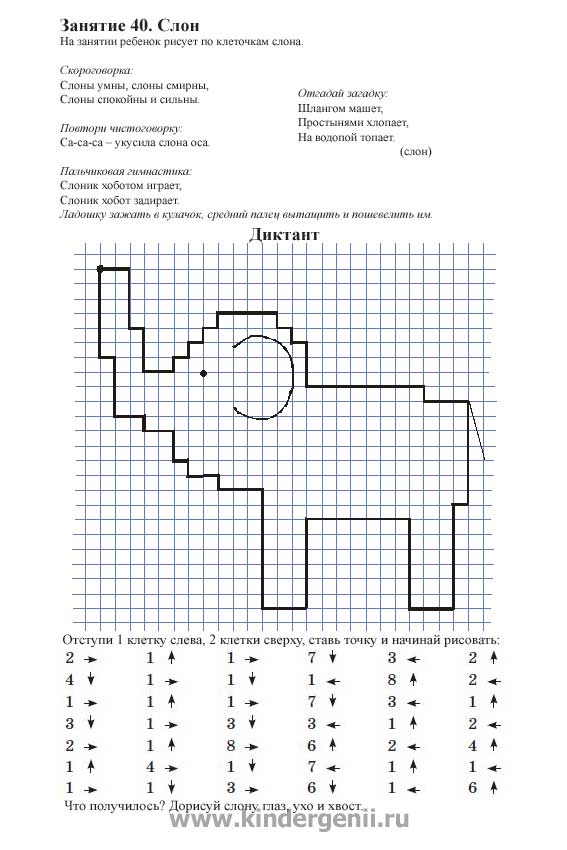 Занятие 40. Слон
На занятии ребенок рисует по клеточкам слона.
Скороговорка:
Слоны умны, слоны смирны,
Слоны спокойны и сильны.
Повтори чистоговорку:
Са-са-са – укусила слона оса.
Отгадай загадку:
Шлангом машет,
Простынями хлопает,
На водопой топает.
(слон)
Пальчиковая гимнастика:
Слоник хоботом играет,
Слоник хобот задирает.
Ладошку зажать в кулачок, средний палец вытащить и пошевелить им.
Диктант
Отступи 1 клетку слева, 2 клетки сверху, ставь точку и начинай рисовать:
2 → 1 ↑ 1 → 7 ↓ 3 ← 2 ↑
4 ↓ 1 → 1 ↓ 1 ← 8 ↑ 2 ←
1 → 1 ↑ 1 → 7 ↓ 3 ← 1 ↑
3 ↓ 1 → 3 ↓ 3 ← 1 ↑ 2 ←
2 → 1 ↑ 8 → 6 ↑ 2 ← 4 ↑
1 ↑ 4 → 1 ↓ 7 ← 1 ↑ 1 ←
1 → 1 ↓ 3 → 6 ↓ 1 ← 6 ↑
Что получилось? Дорисуй слону глаз, ухо и хвост.
www.kindergenii.ru